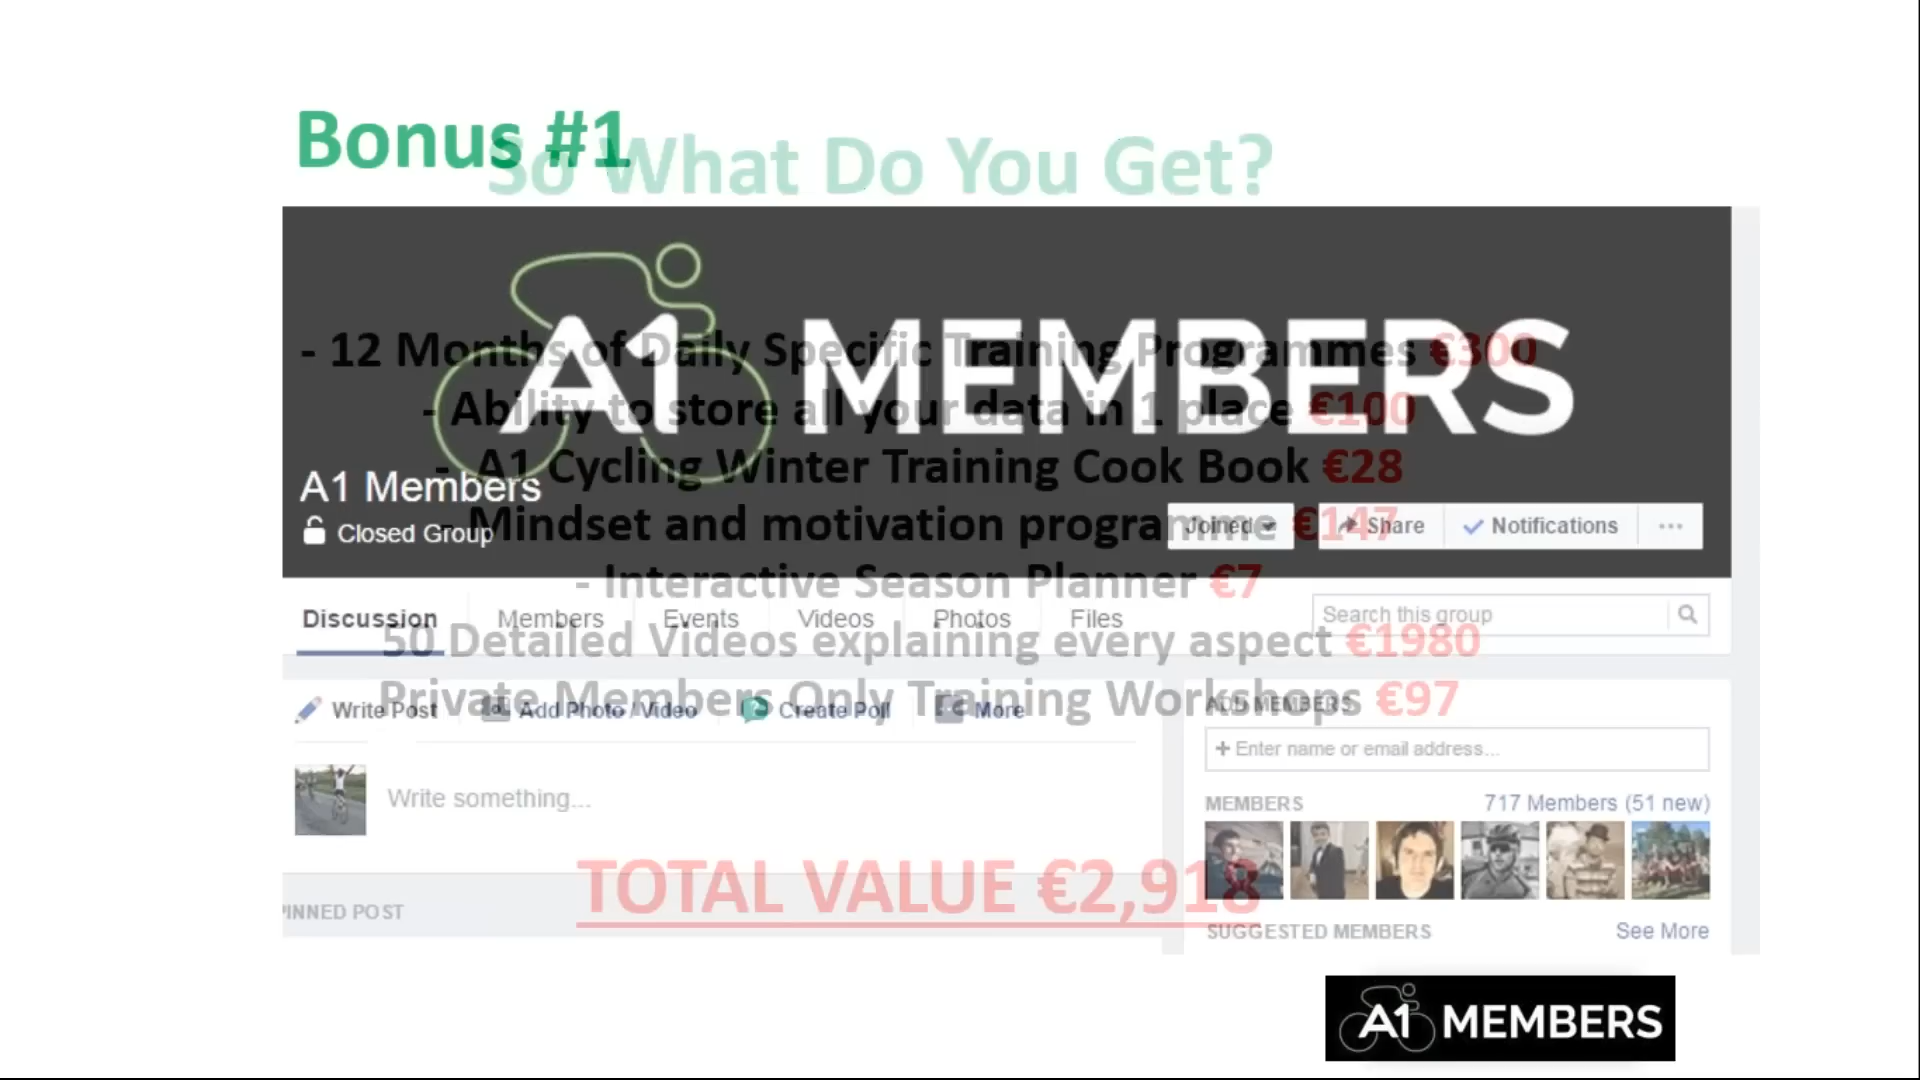 Bonus #1
So What Do You Get?
A1 MEMBERS
- 12 Months of Daily Specific Training Programmes €300
- Ability to store all your data in 1 place €100
- A1 Cycling Winter Training Cook Book €28
A1 Members
- Mindset and motivation programme €147
Closed Group
Joined
Share
Notifications
- Interactive Season Planner €7
Discussion Members Events Videos Photos Files
Search this group
50 Detailed Videos explaining every aspect €1980
Private Members Only Training Workshops €97
Write Post Add Photo / Video Create Poll More
ADD MEMBERS
+ Enter name or email address...
Write something...
MEMBERS 717 Members (51 new)
TOTAL VALUE €2,918
PINNED POST
SUGGESTED MEMBERS See More
A1 MEMBERS